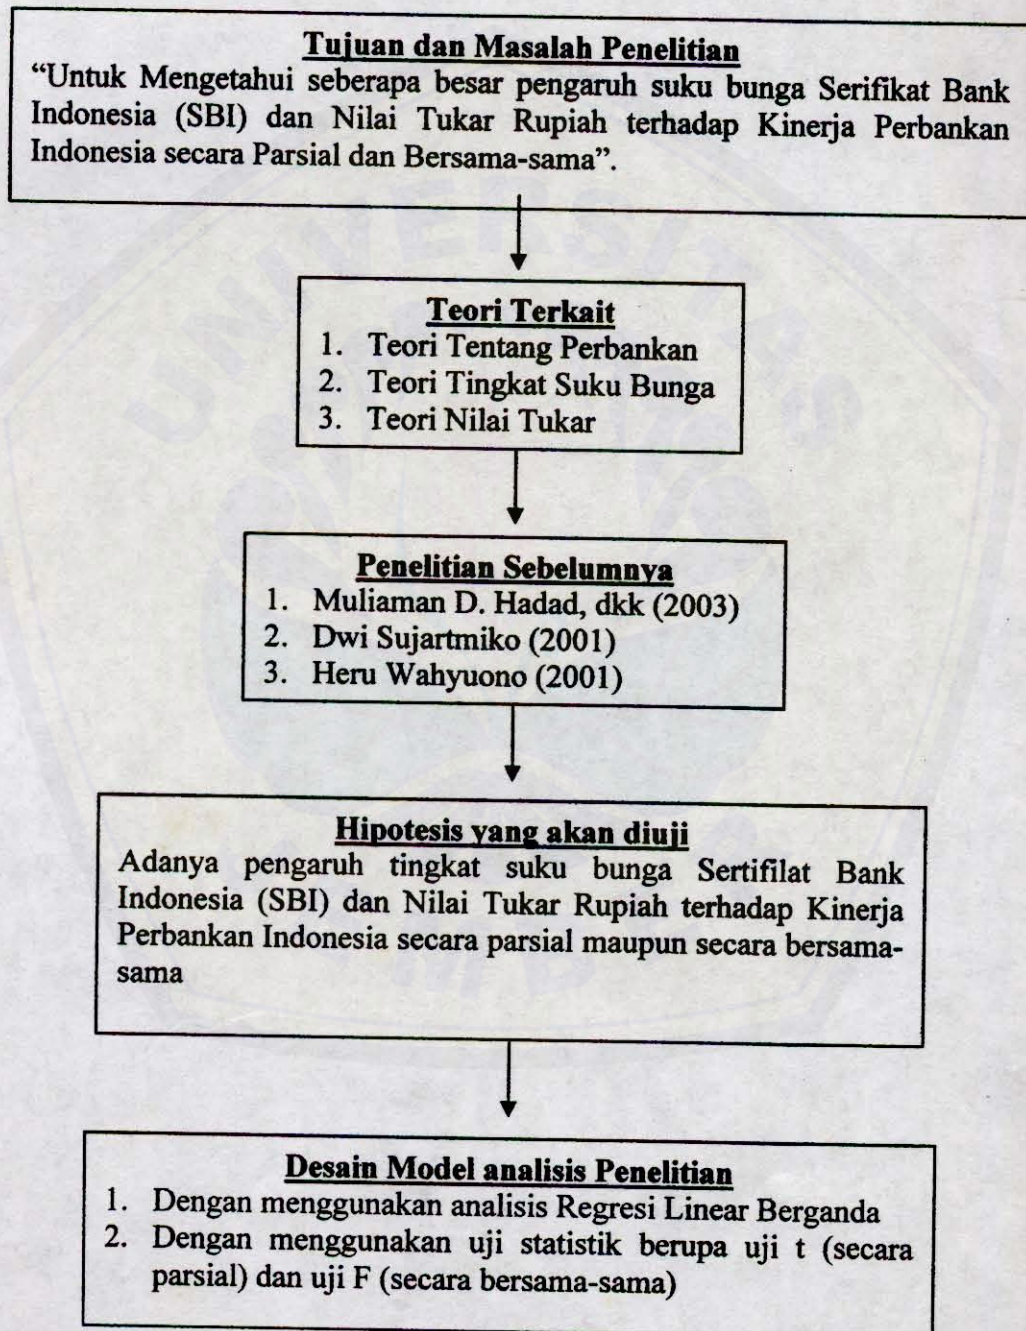 Tujuan dan Masalah Penelitian
“Untuk Mengetahui seberapa besar pengaruh suku bunga Serifikat Bank
Indonesia (SBI) dan Nilai Tukar Rupiah terhadap Kinerja Perbankan
Indonesia secara Parsial dan Bersama-sama”.
Teori Terkait
1. Teori Tentang Perbankan
2. Teori Tingkat Suku Bunga
3. Teori Nilai Tukar
Penelitian Sebelumnya
1. Muliaman D. Hadad, dkk (2003)
2. Dwi Sujartmiko (2001)
3. Heru Wahyuono (2001)
Hipotesis yang akan diuji
Adanya pengaruh tingkat suku bunga Sertifilat Bank
Indonesia (SBI) dan Nilai Tukar Rupiah terhadap Kinerja
Perbankan Indonesia secara parsial maupun secara bersama-
sama
Desain Model analisis Penelitian
1. Dengan menggunakan analisis Regresi Linear Berganda
2. Dengan menggunakan uji statistik berupa uji t (secara
parsial) dan uji F (secara bersama-sama)
UNIVERSITAS